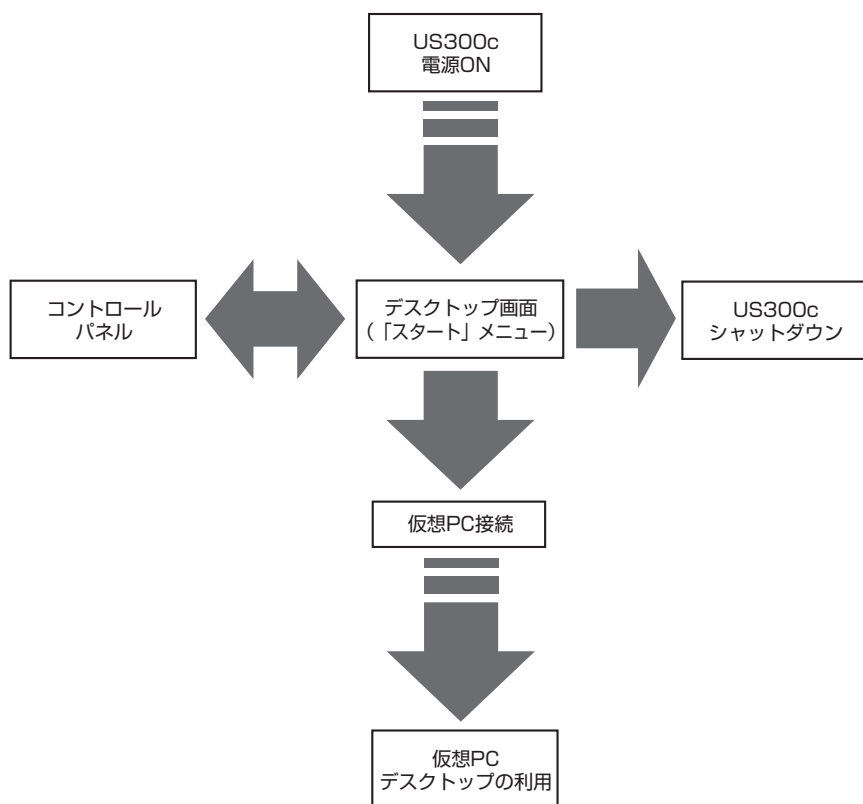 US300c
電源ON
コントロール
パネル
デスクトップ画面
（「スタート」メニュー）
US300c
シャットダウン
仮想PC接続
仮想PC
デスクトップの利用